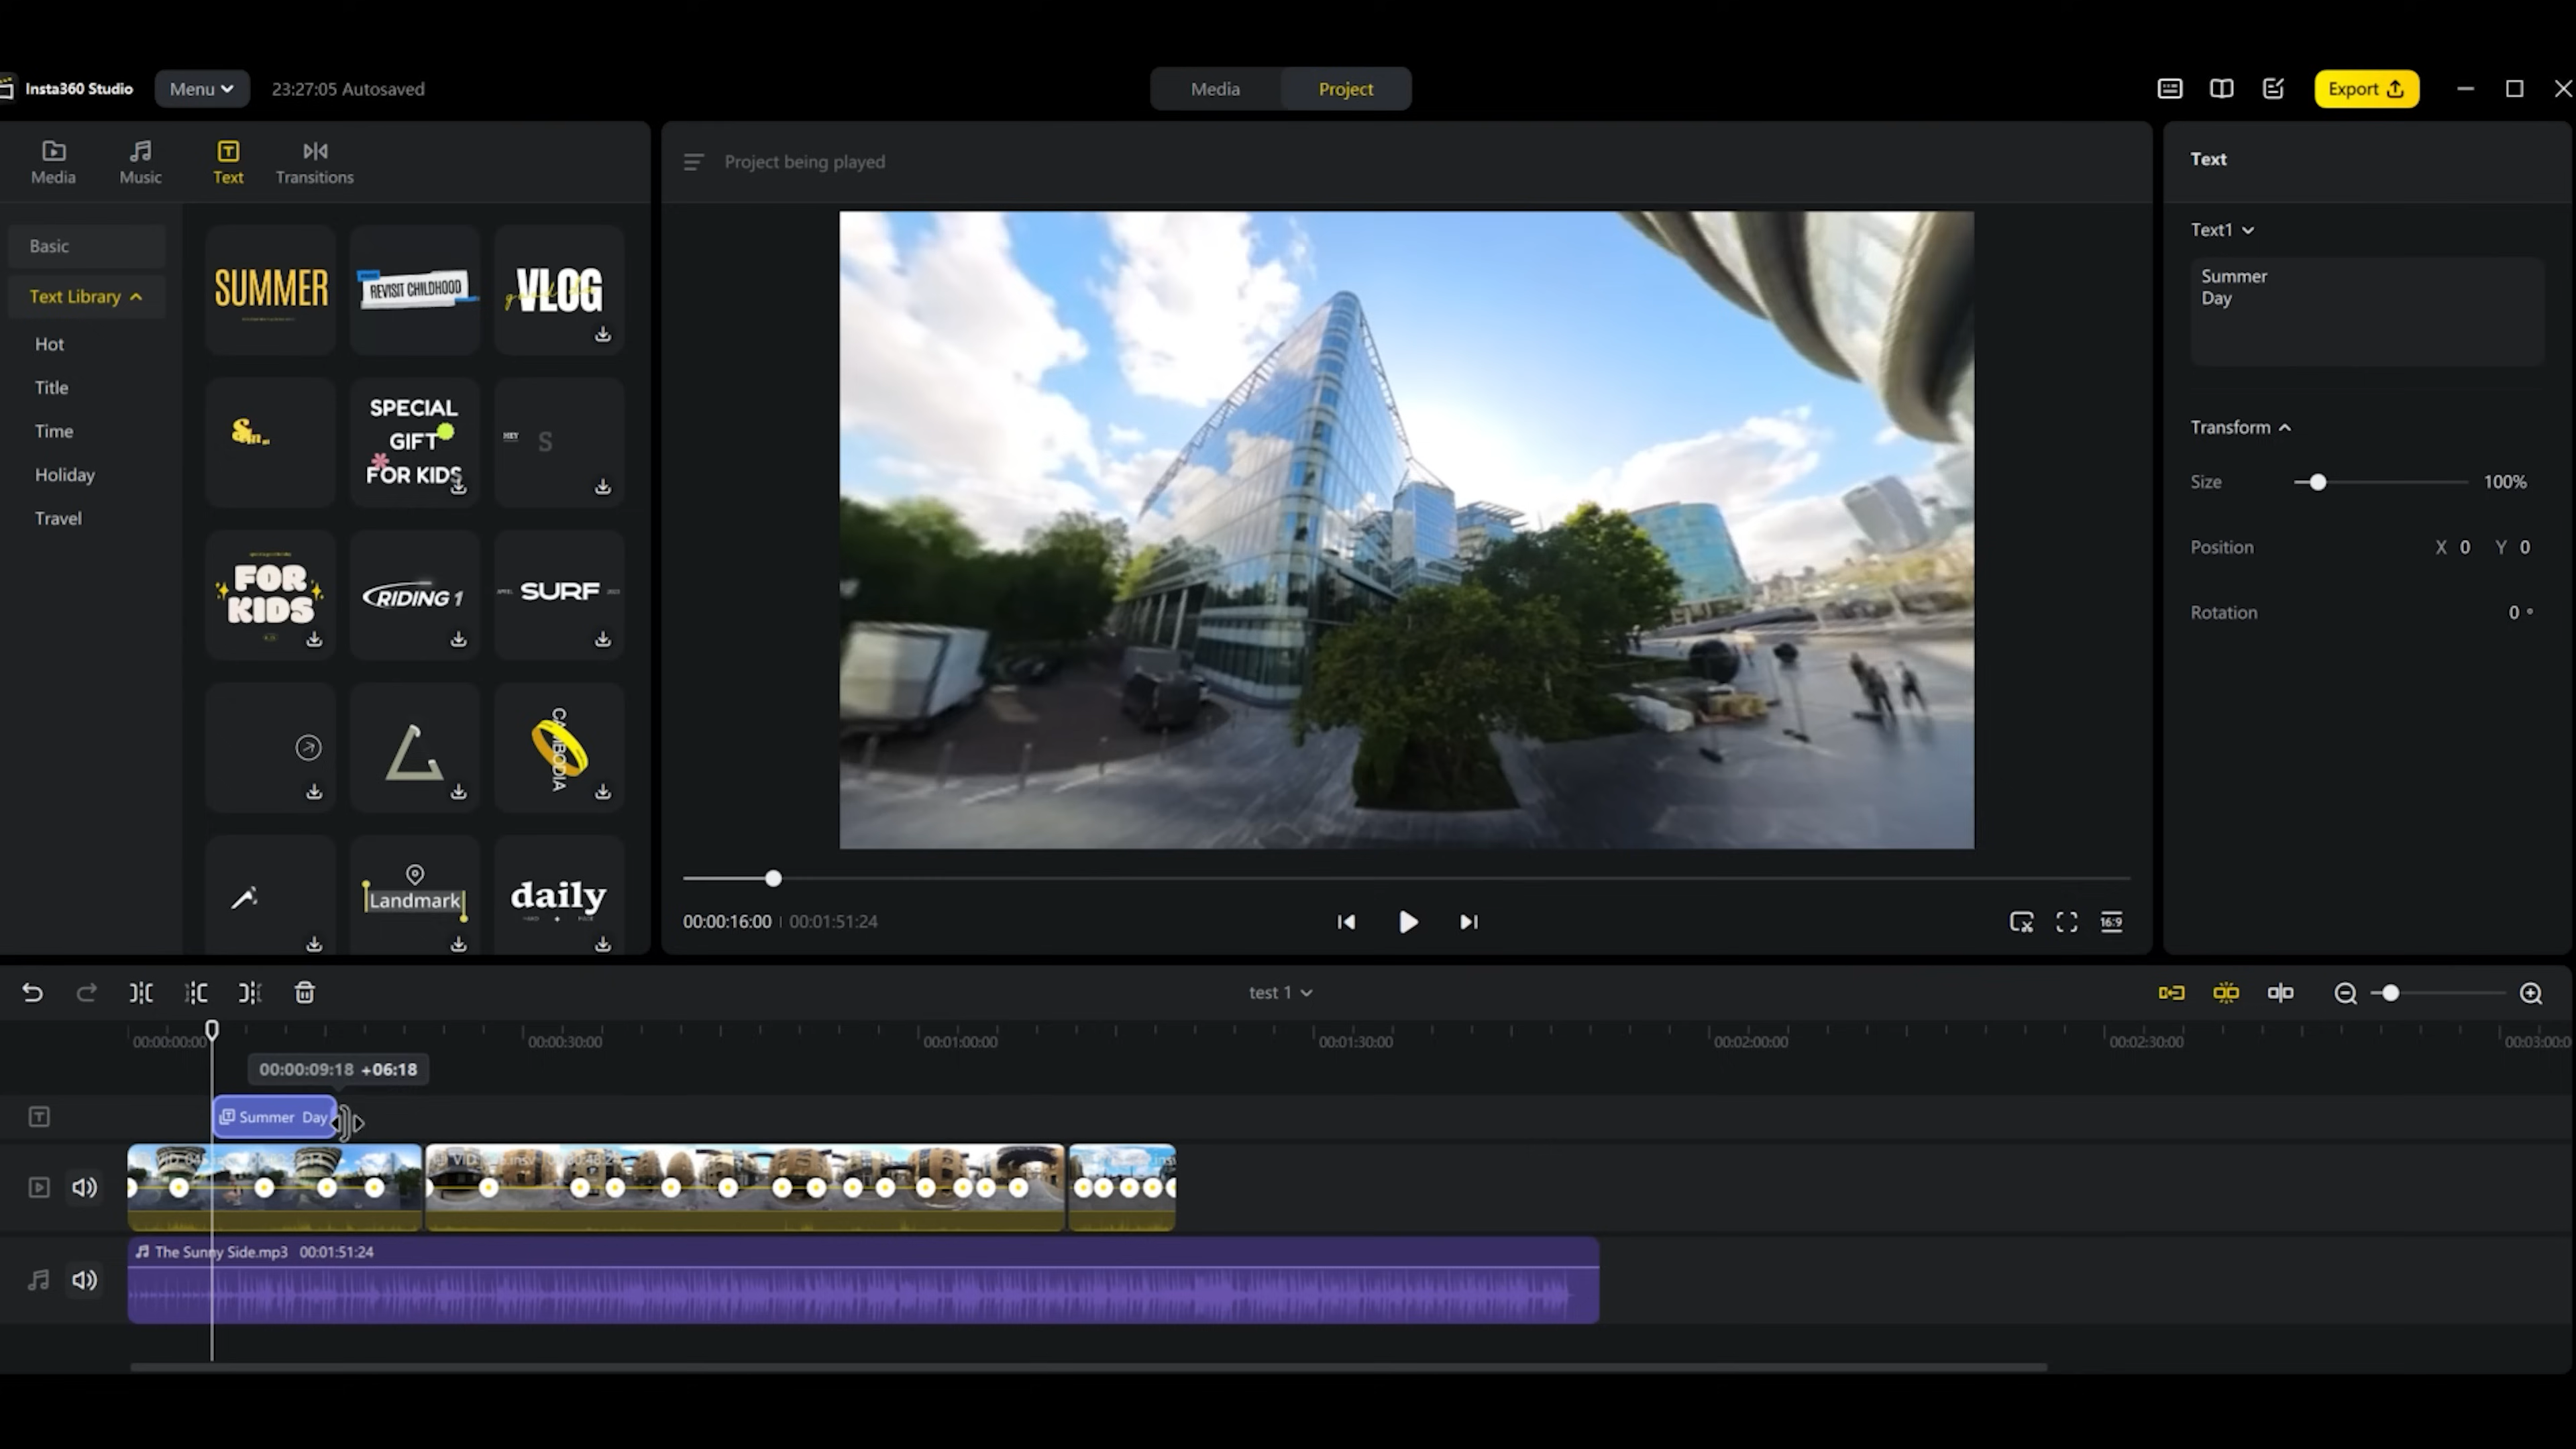 Insta360 Studio
Menu
23:27:05 Autosaved
Media
Project
Export
Media
Music
Text
Transitions
Basic
Text Library
Hot
Title
Time
Holiday
Travel
SUMMER
REVISIT CHILDHOOD
VLOG
SPECIAL
GIFT
FOR KIDS
HEY
S
FOR
KIDS
RIDING 1
APRIL
SURF
2023
CAMBODIA
Landmark
daily
Project being played
00:00:16:00
00:01:51:24
16:9
Text
Text1
Summer
Day
Transform
Size
100%
Position
X 0
Y 0
Rotation
0 °
test 1
00:00:00:00
00:00:30:00
00:01:00:00
00:01:30:00
00:02:00:00
00:02:30:00
00:03:00:0
00:00:09:18 +06:18
Summer Day
The Sunny Side.mp3 00:01:51:24